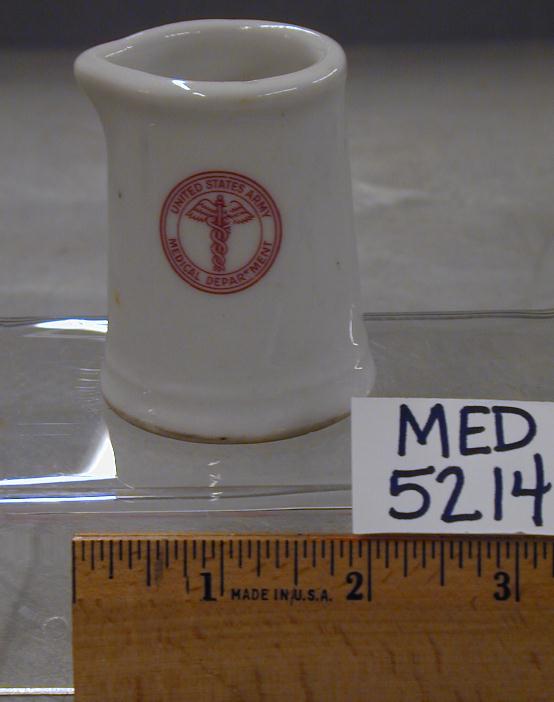 UNITED STATES ARMY
MEDICAL DEPARTMENT
MED
5214
1 2 3
MADE IN U.S.A.